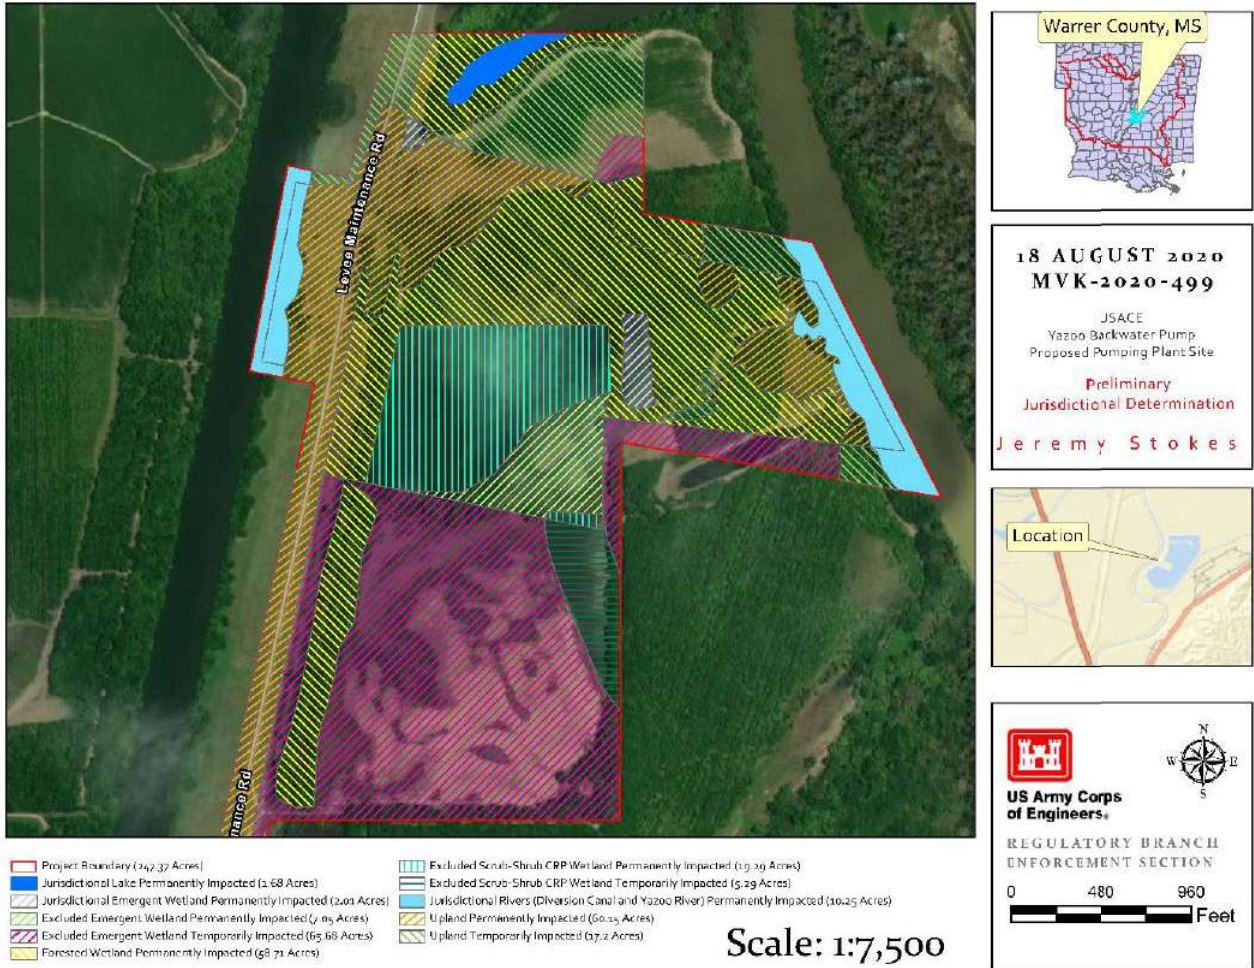 Levee Maintenance Rd
nance Rd
Warrer County, MS
18 AUGUST 2020
MVK-2020-499
USACE
Yazoo Backwater Pump
Proposed Pumping Plant Site
Preliminary
Jurisdictional Determination
Jeremy Stokes
Location
US Army Corps
of Engineers®
N
W E
S
REGULATORY BRANCH
ENFORCEMENT SECTION
0 480 960
Feet
Project Boundary (247.37 Acres)
Jurisdictional Lake Permanently Impacted (1.68 Acres)
Jurisdictional Emergent Wetland Permanently Impacted (2.01 Acres)
Excluded Emergent Wetland Permanently Impacted (7.05 Acres)
Excluded Emergent Wetland Temporarily Impacted (65.68 Acres)
Forested Wetland Permanently Impacted (58.71 Acres)
Excluded Scrub-Shrub CRP Wetland Permanently Impacted (19.29 Acres)
Excluded Scrub-Shrub CRP Wetland Temporarily Impacted (5.29 Acres)
Jurisdictional Rivers (Diversion Canal and Yazoo River) Permanently Impacted (10.25 Acres)
Upland Permanently Impacted (60.15 Acres)
Upland Temporarily Impacted (17.2 Acres)
Scale: 1:7,500